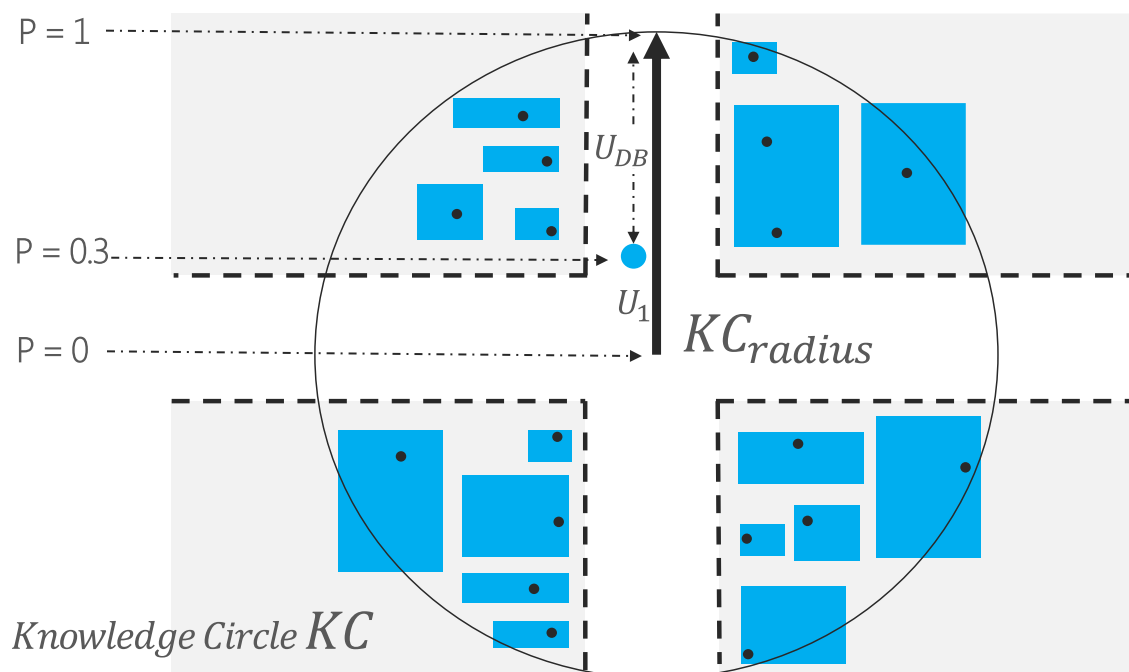 P = 1
U_DB
P = 0.3
U_1
P = 0
KC_radius
Knowledge Circle KC